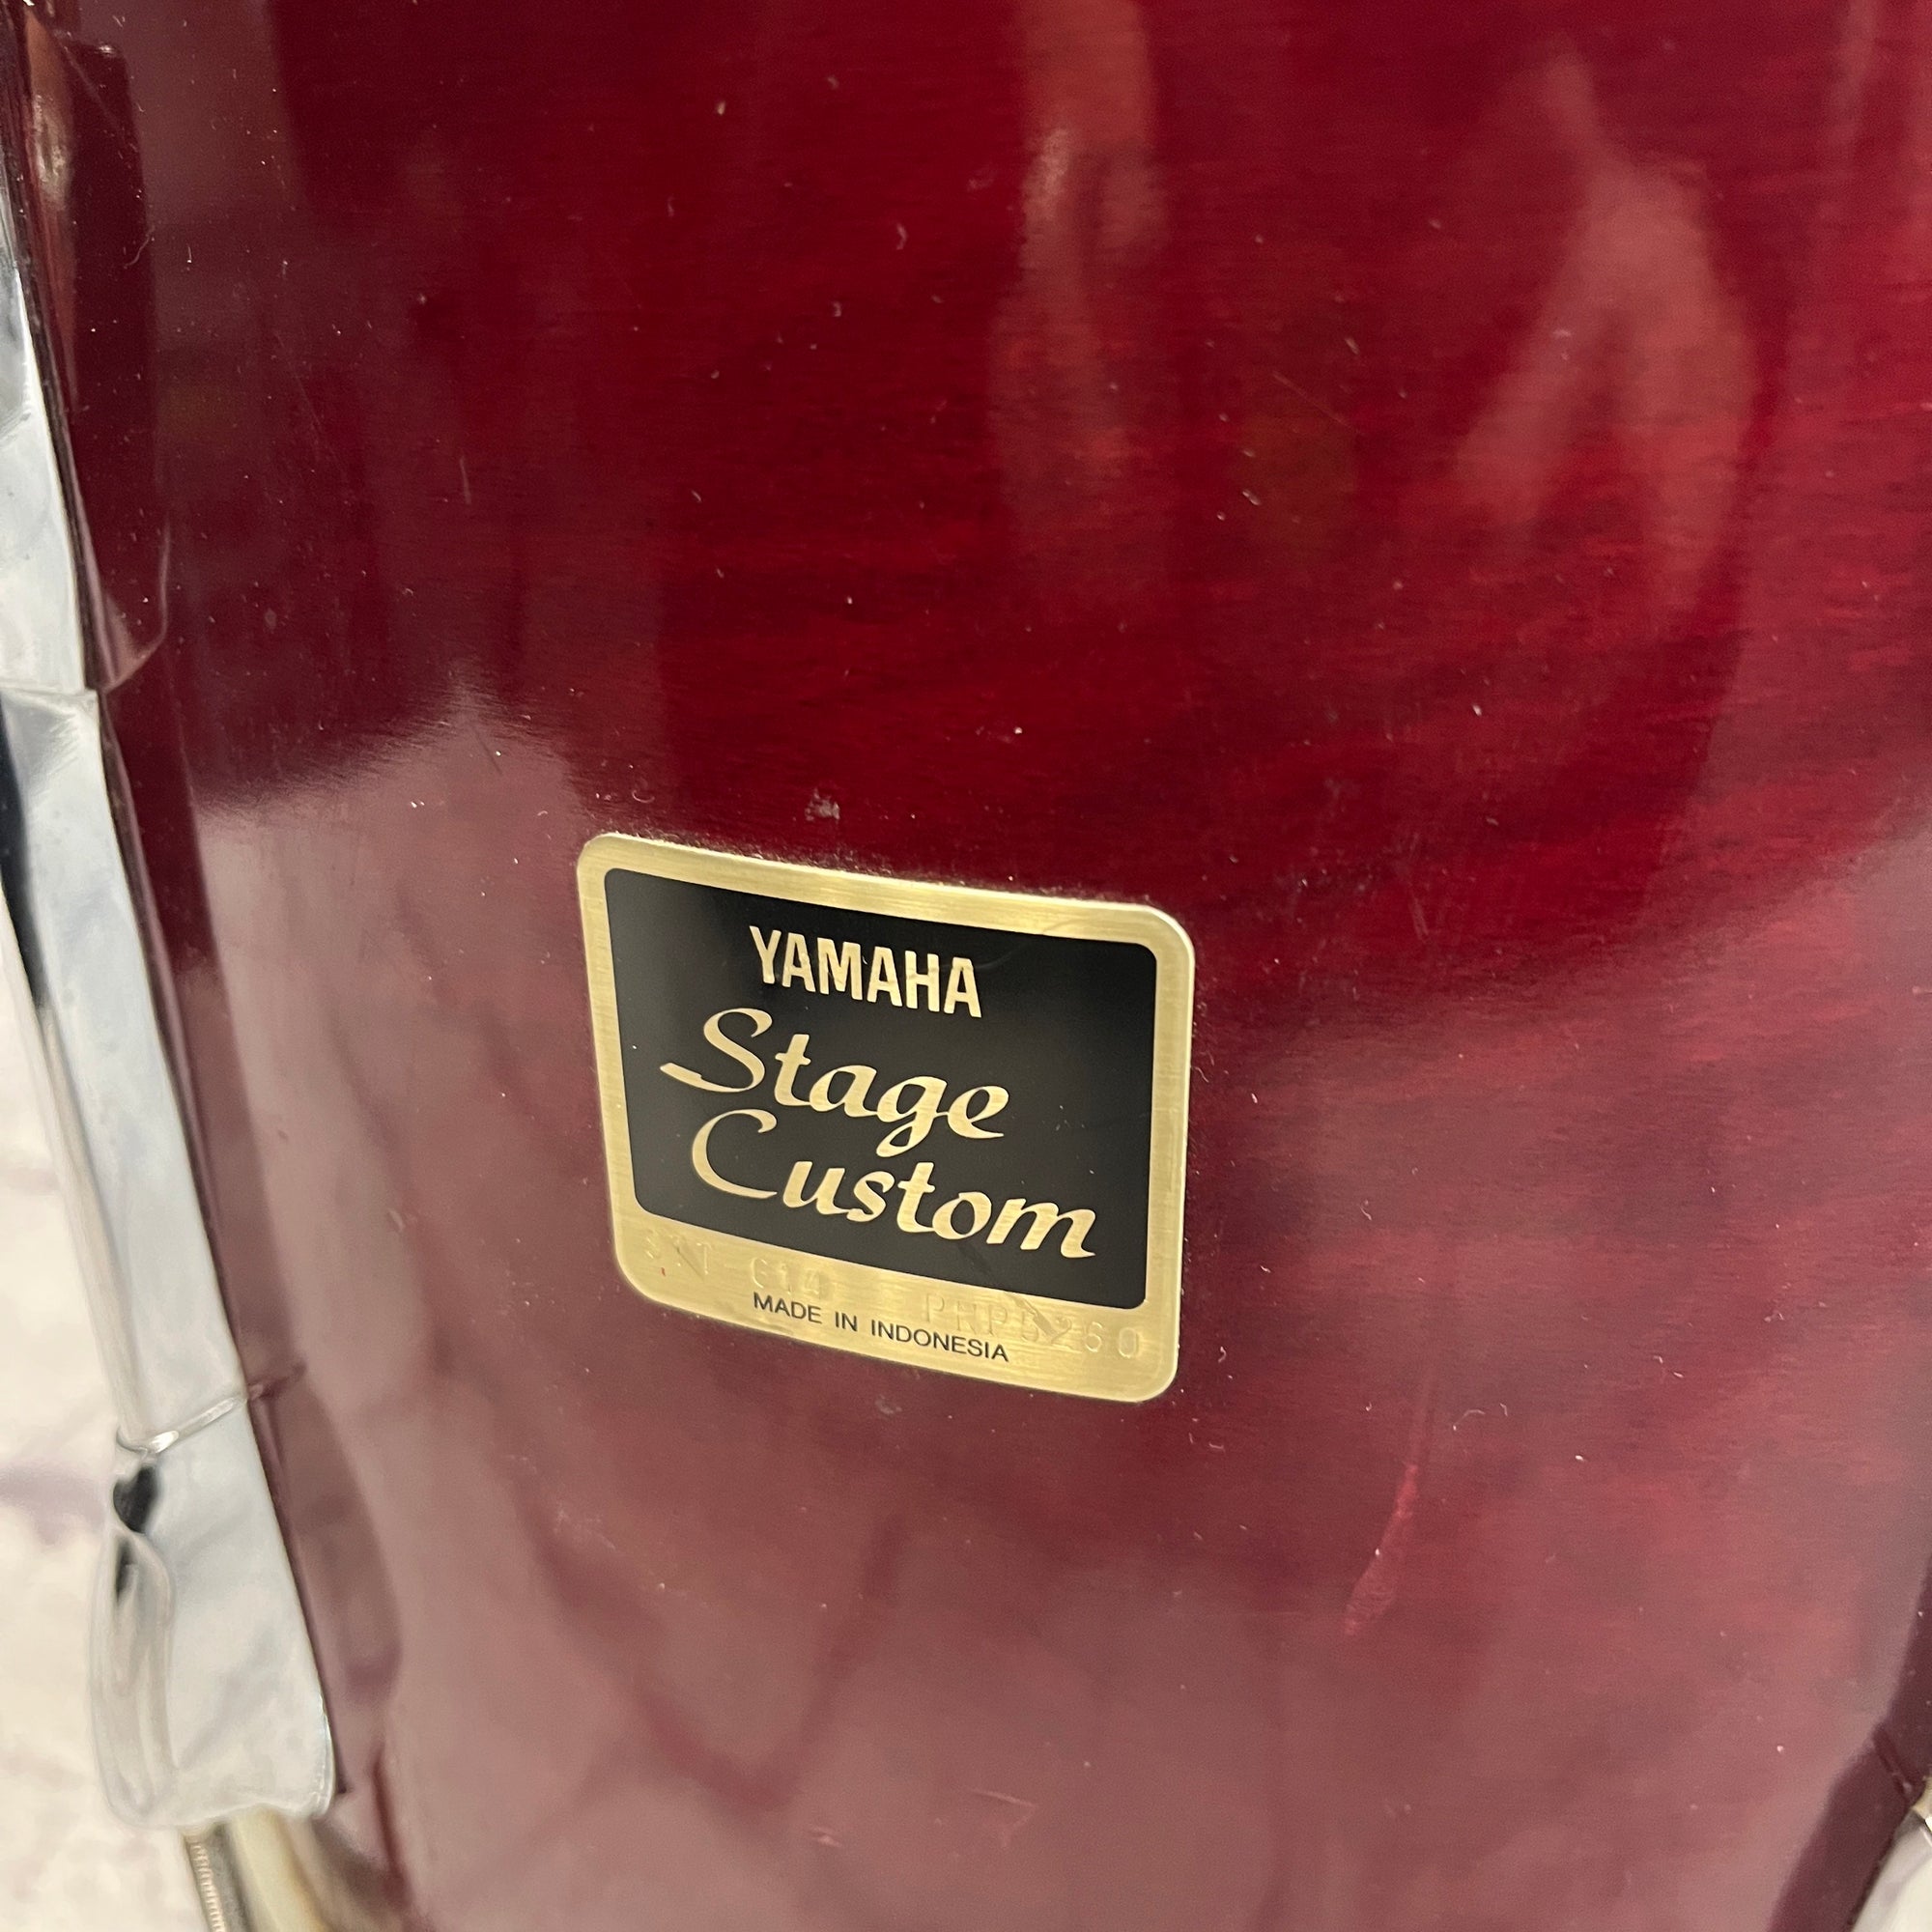 YAMAHA
Stage
Custom
MADE IN INDONESIA